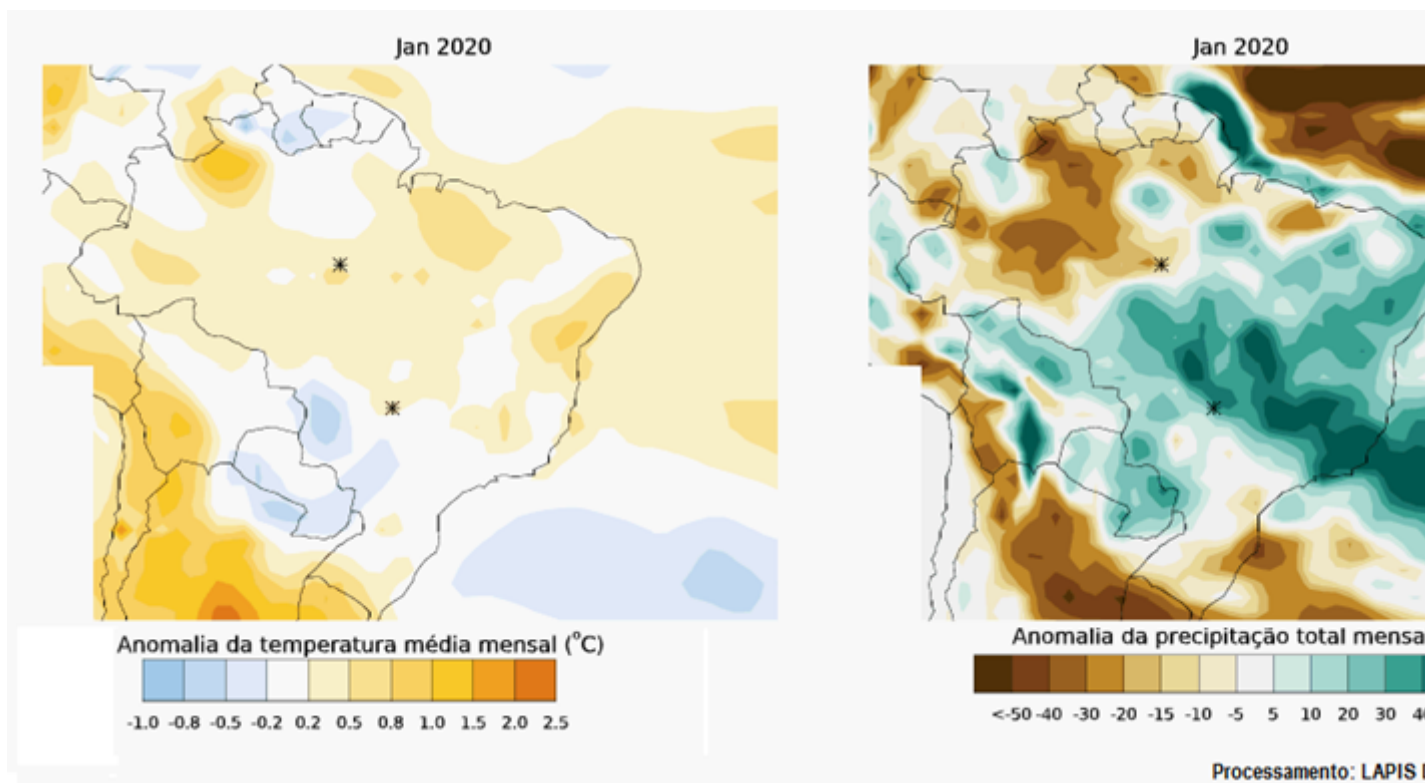 Jan 2020
Jan 2020
Anomalia da temperatura média mensal (°C)
-1.0 -0.8 -0.5 -0.2 0.2 0.5 0.8 1.0 1.5 2.0 2.5
Anomalia da precipitação total mensa
<-50 -40 -30 -20 -15 -10 -5 5 10 20 30
Processamento: LAPIS